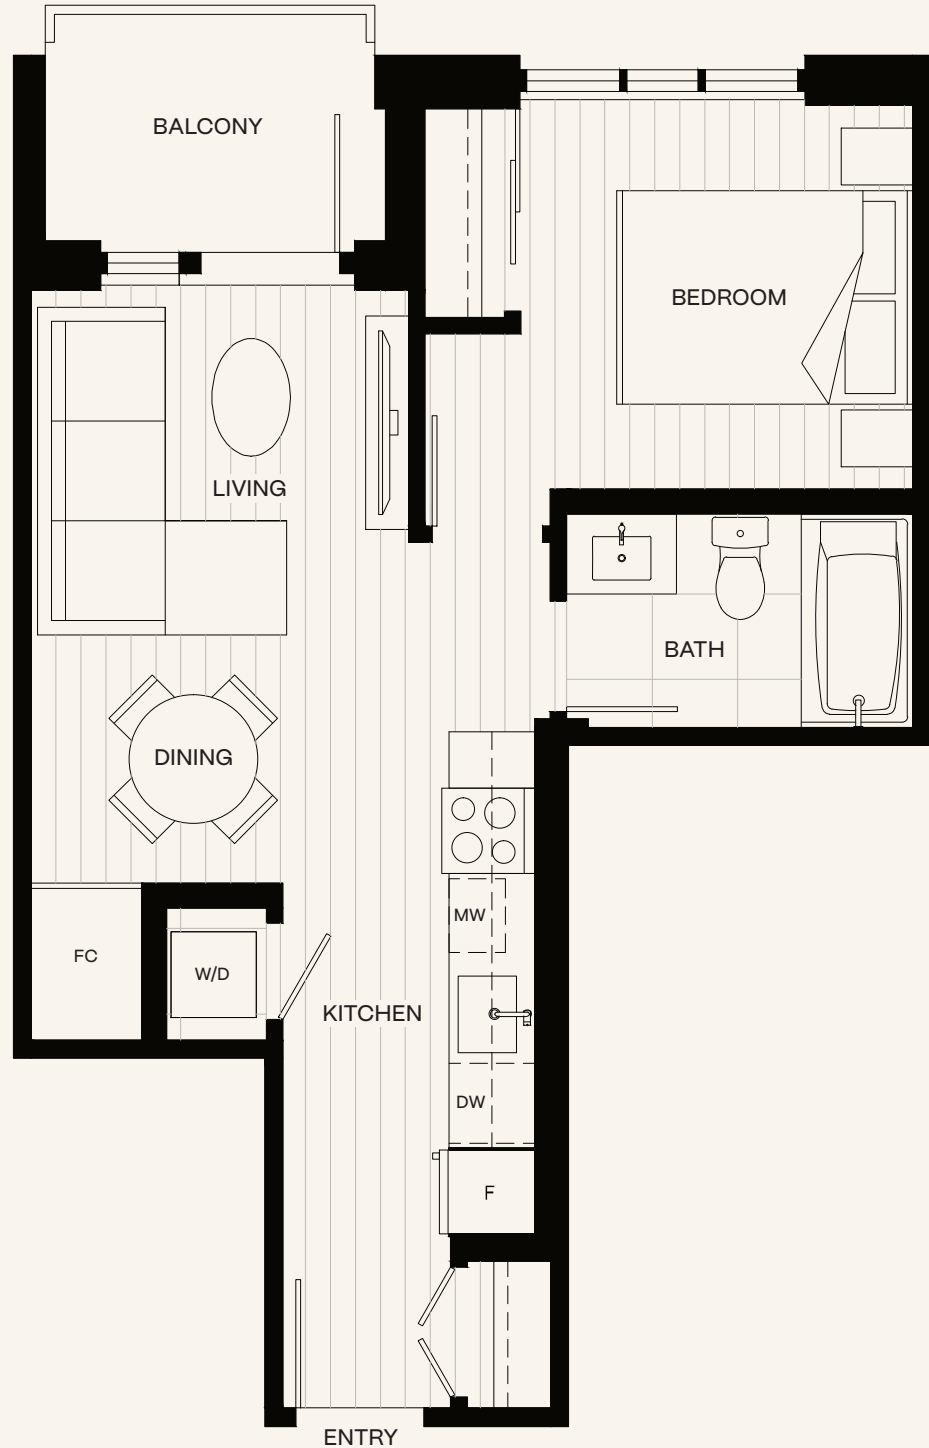 BALCONY
BEDROOM
LIVING
BATH
DINING
MW
FC
W/D
KITCHEN
DW
F
ENTRY